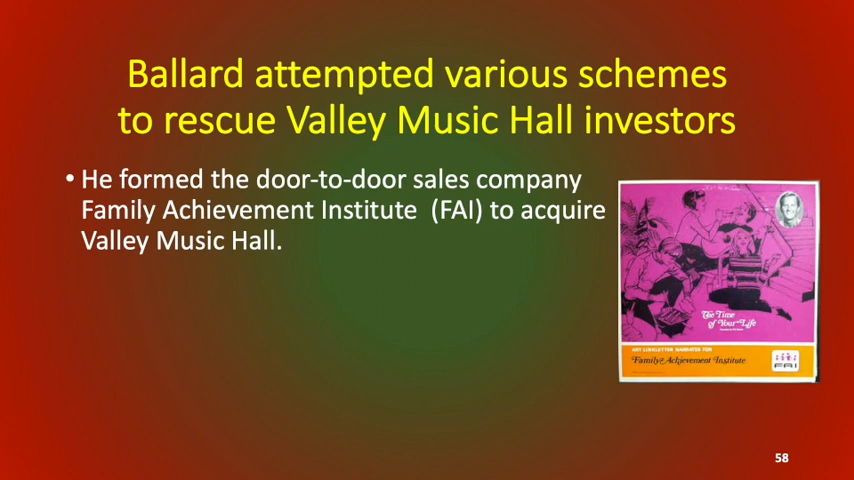 Ballard attempted various schemes
to rescue Valley Music Hall investors
• He formed the door-to-door sales company
Family Achievement Institute (FAI) to acquire
Valley Music Hall.
The Time
of Your Life
ART LINKLETTER NARRATES FOR
Family Achievement Institute
FAI
58